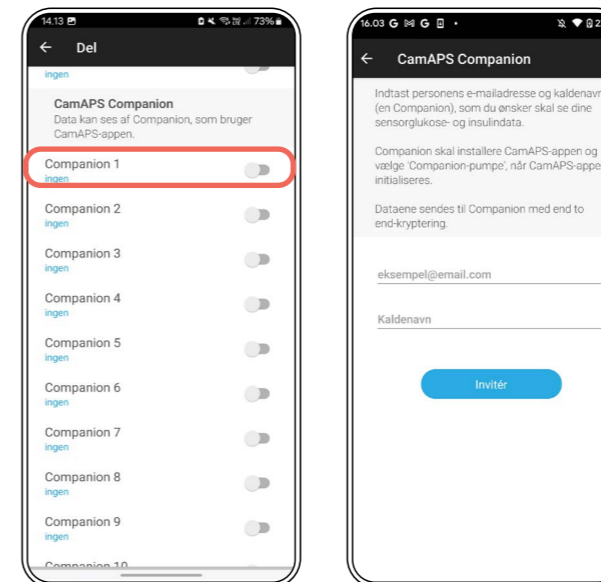 14.13 73%
Del
ingen
CamAPS Companion
Data kan ses af Companion, som bruger
CamAPS-appen.
Companion 1
ingen
Companion 2
ingen
Companion 3
ingen
Companion 4
ingen
Companion 5
ingen
Companion 6
ingen
Companion 7
ingen
Companion 8
ingen
Companion 9
ingen
Companion 10
16.03 G G 2
CamAPS Companion
Indtast personens e-mailadresse og kaldenavn
(en Companion), som du ønsker skal se dine
sensorglukose- og insulindata.
Companion skal installere CamAPS-appen og
vælge 'Companion-pumpe', når CamAPS-appe
initialiseres.
Dataene sendes til Companion med end to
end-kryptering.
eksempel@email.com
Kaldenavn
Invitér